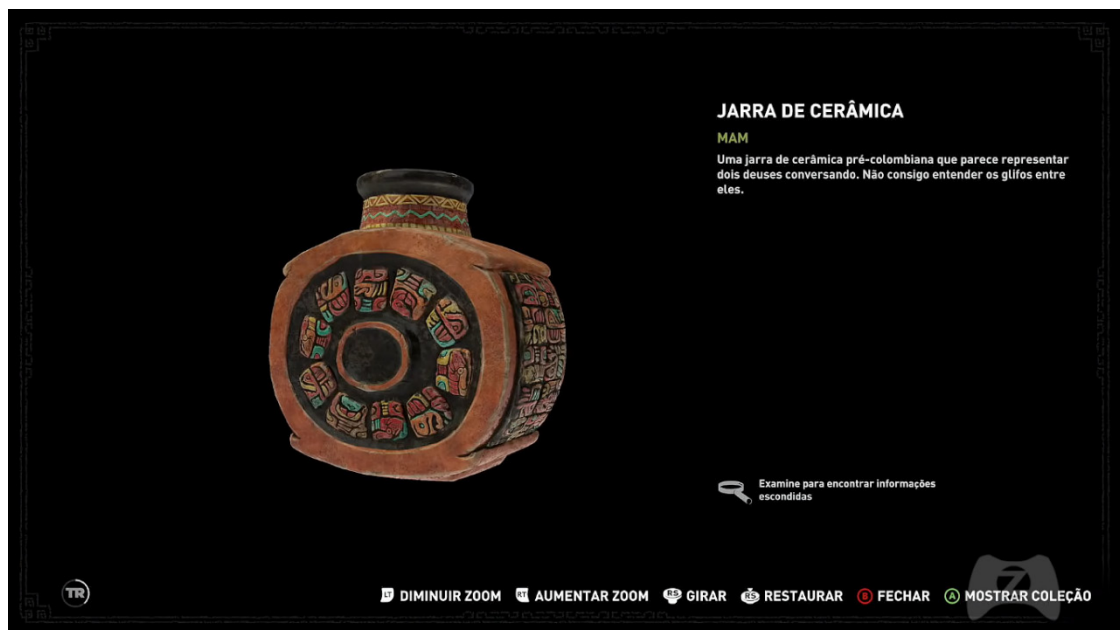 JARRA DE CERÂMICA
MAM
Uma jarra de cerâmica pré-colombiana que parece representar
dois deuses conversando. Não consigo entender os glifos entre
eles.
Examine para encontrar informações
escondidas
TR
LT DIMINUIR ZOOM RT AUMENTAR ZOOM RS GIRAR RS RESTAURAR B FECHAR A MOSTRAR COLEÇÃO
Z